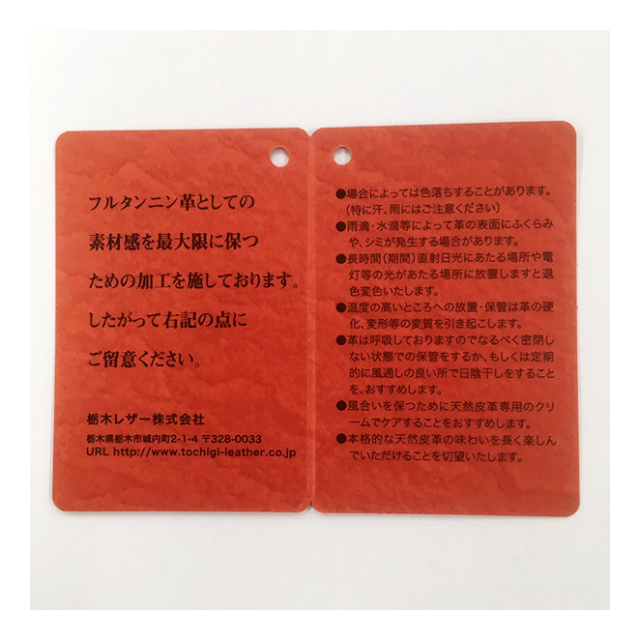 フルタンニン革としての
素材感を最大限に保つ
ための加工を施しております。
したがって右記の点に
ご留意ください。
栃木レザー株式会社
栃木県栃木市城内町2-1-4 〒328-0033
URL http://www.tochigi-leather.co.jp
●場合によっては色落ちすることがあります。
(特に汗、雨にはご注意ください)
●雨滴・水滴等によって革の表面にふくらみ
や、シミが発生する場合があります。
●長時間(期間)直射日光にあたる場所や電
灯等の光があたる場所に放置しますと退
色変色いたします。
●温度の高いところへの放置・保管は革の硬
化、変形等の変質を引き起こします。
●革は呼吸しておりますのでなるべく密閉し
ない状態での保管をするか、もしくは定期
的に風通しの良い所で日陰干しをすること
を、おすすめします。
●風合いを保つために天然皮革専用のクリ
ームでケアすることをおすすめします。
●本格的な天然皮革の味わいを長く楽しん
でいただけることを切望いたします。